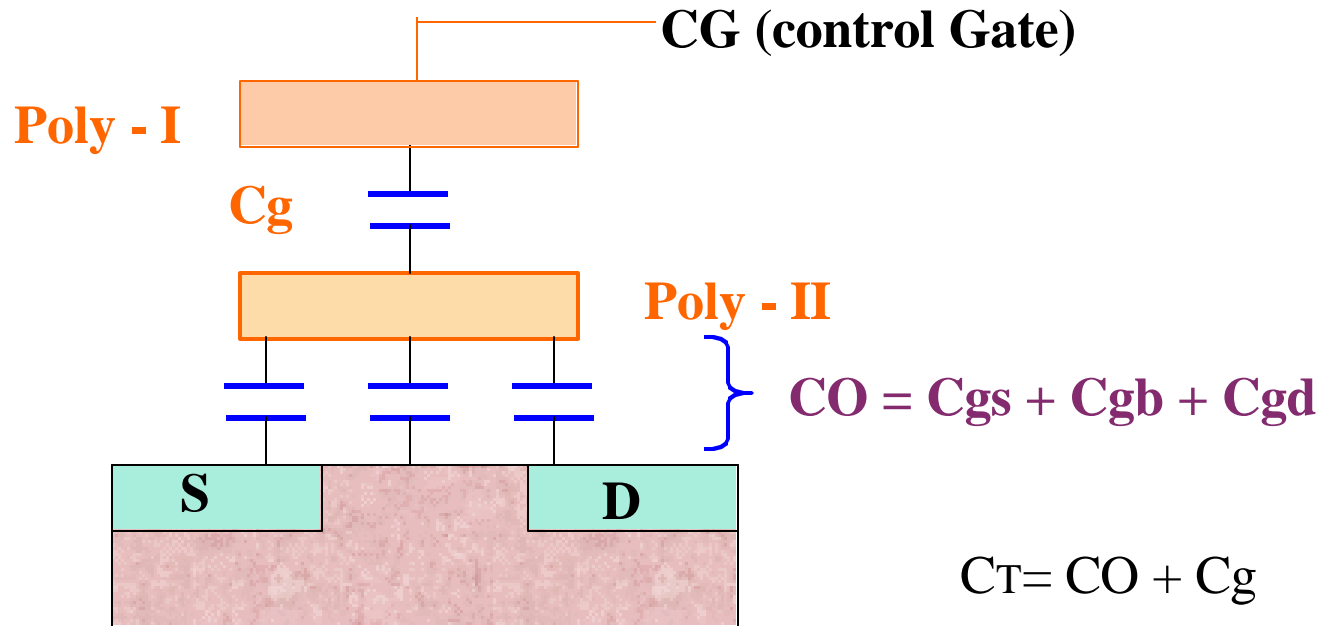 CG (control Gate)
Poly - I
Cg
Poly - II
CO = Cgs + Cgb + Cgd
S
D
CT= CO + Cg